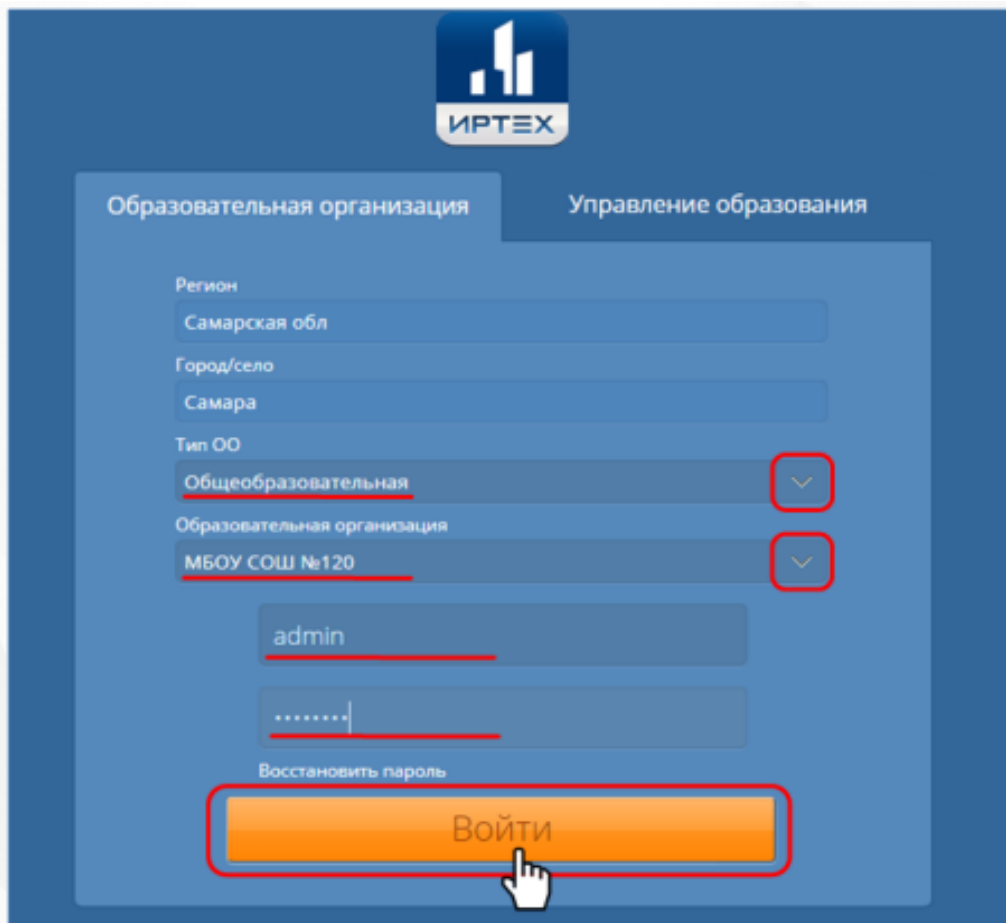 ИРТЕХ
Образовательная организация
Управление образования
Регион
Самарская обл
Город/село
Самара
Тип ОО
Общеобразовательная
Образовательная организация
МБОУ СОШ №120
admin
••••••••
Восстановить пароль
Войти